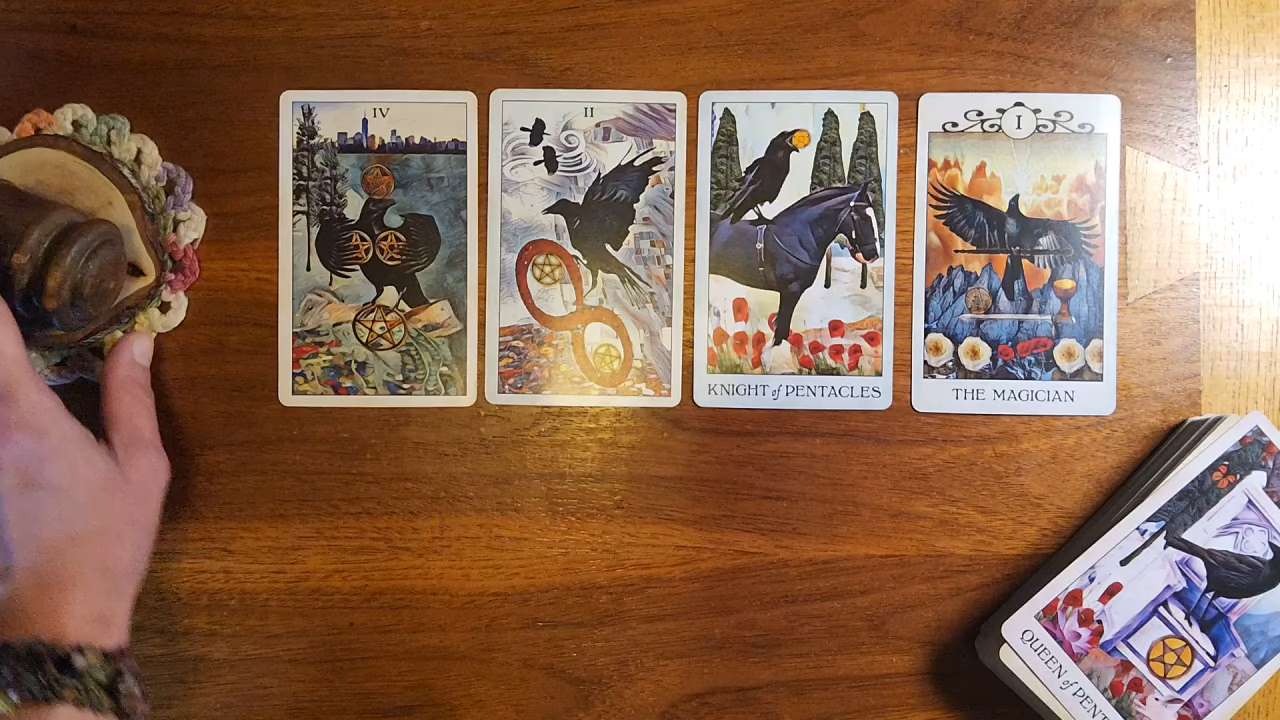 IV
II
KNIGHT of PENTACLES
I
THE MAGICIAN
QUEEN of PENT